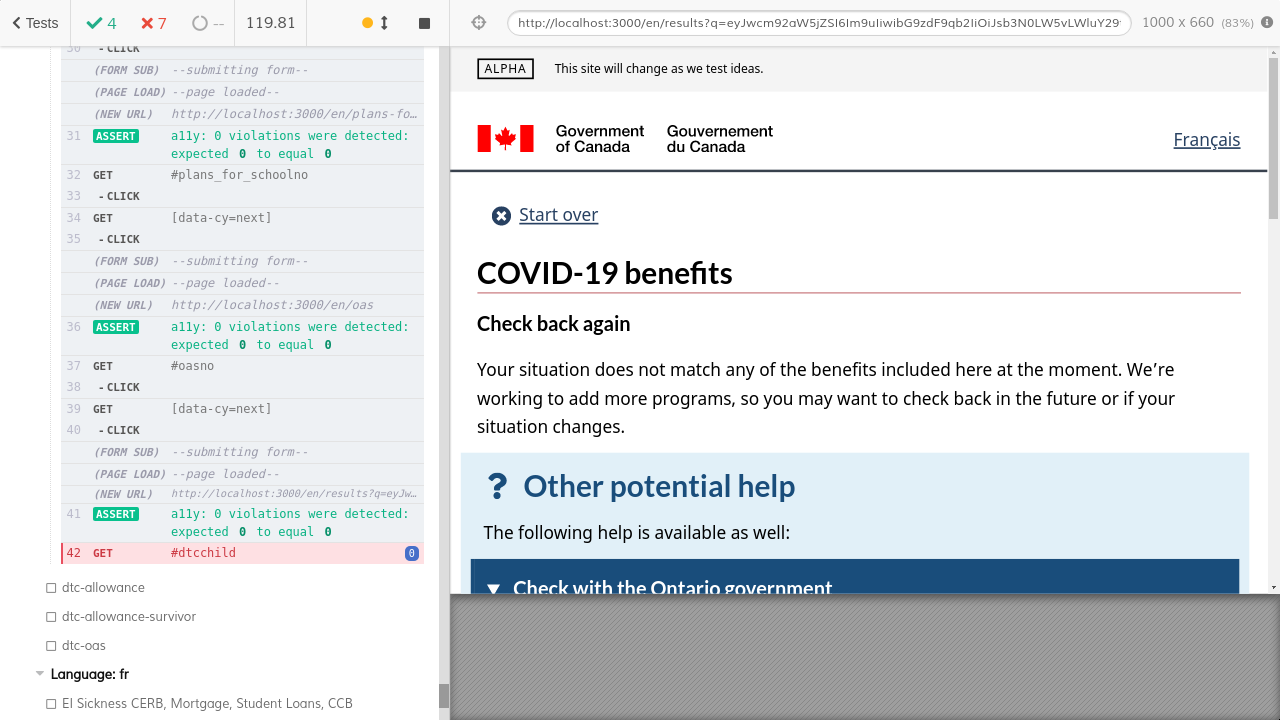 Tests 4 7 -- 119.81
http://localhost:3000/en/results?q=eyJwcm92aW5jZSI6Im9uIiwibG9zdF9qb2IiOiJsb3N0LW5vLWluY29 1000 x 660 (83%)
30 - CLICK
(FORM SUB) --submitting form--
(PAGE LOAD) --page loaded--
(NEW URL) http://localhost:3000/en/plans-fo…
31 ASSERT a11y: 0 violations were detected:
expected 0 to equal 0
32 GET #plans_for_schoolno
33 - CLICK
34 GET [data-cy=next]
35 - CLICK
(FORM SUB) --submitting form--
(PAGE LOAD) --page loaded--
(NEW URL) http://localhost:3000/en/oas
36 ASSERT a11y: 0 violations were detected:
expected 0 to equal 0
37 GET #oasno
38 - CLICK
39 GET [data-cy=next]
40 - CLICK
(FORM SUB) --submitting form--
(PAGE LOAD) --page loaded--
(NEW URL) http://localhost:3000/en/results?q=eyJw…
41 ASSERT a11y: 0 violations were detected:
expected 0 to equal 0
42 GET #dtcchild 0
dtc-allowance
dtc-allowance-survivor
dtc-oas
Language: fr
EI Sickness CERB, Mortgage, Student Loans, CCB
ALPHA This site will change as we test ideas.
Government Gouvernement
of Canada du Canada
Français
Start over
COVID-19 benefits
Check back again
Your situation does not match any of the benefits included here at the moment. We’re
working to add more programs, so you may want to check back in the future or if your
situation changes.
? Other potential help
The following help is available as well:
Check with the Ontario government